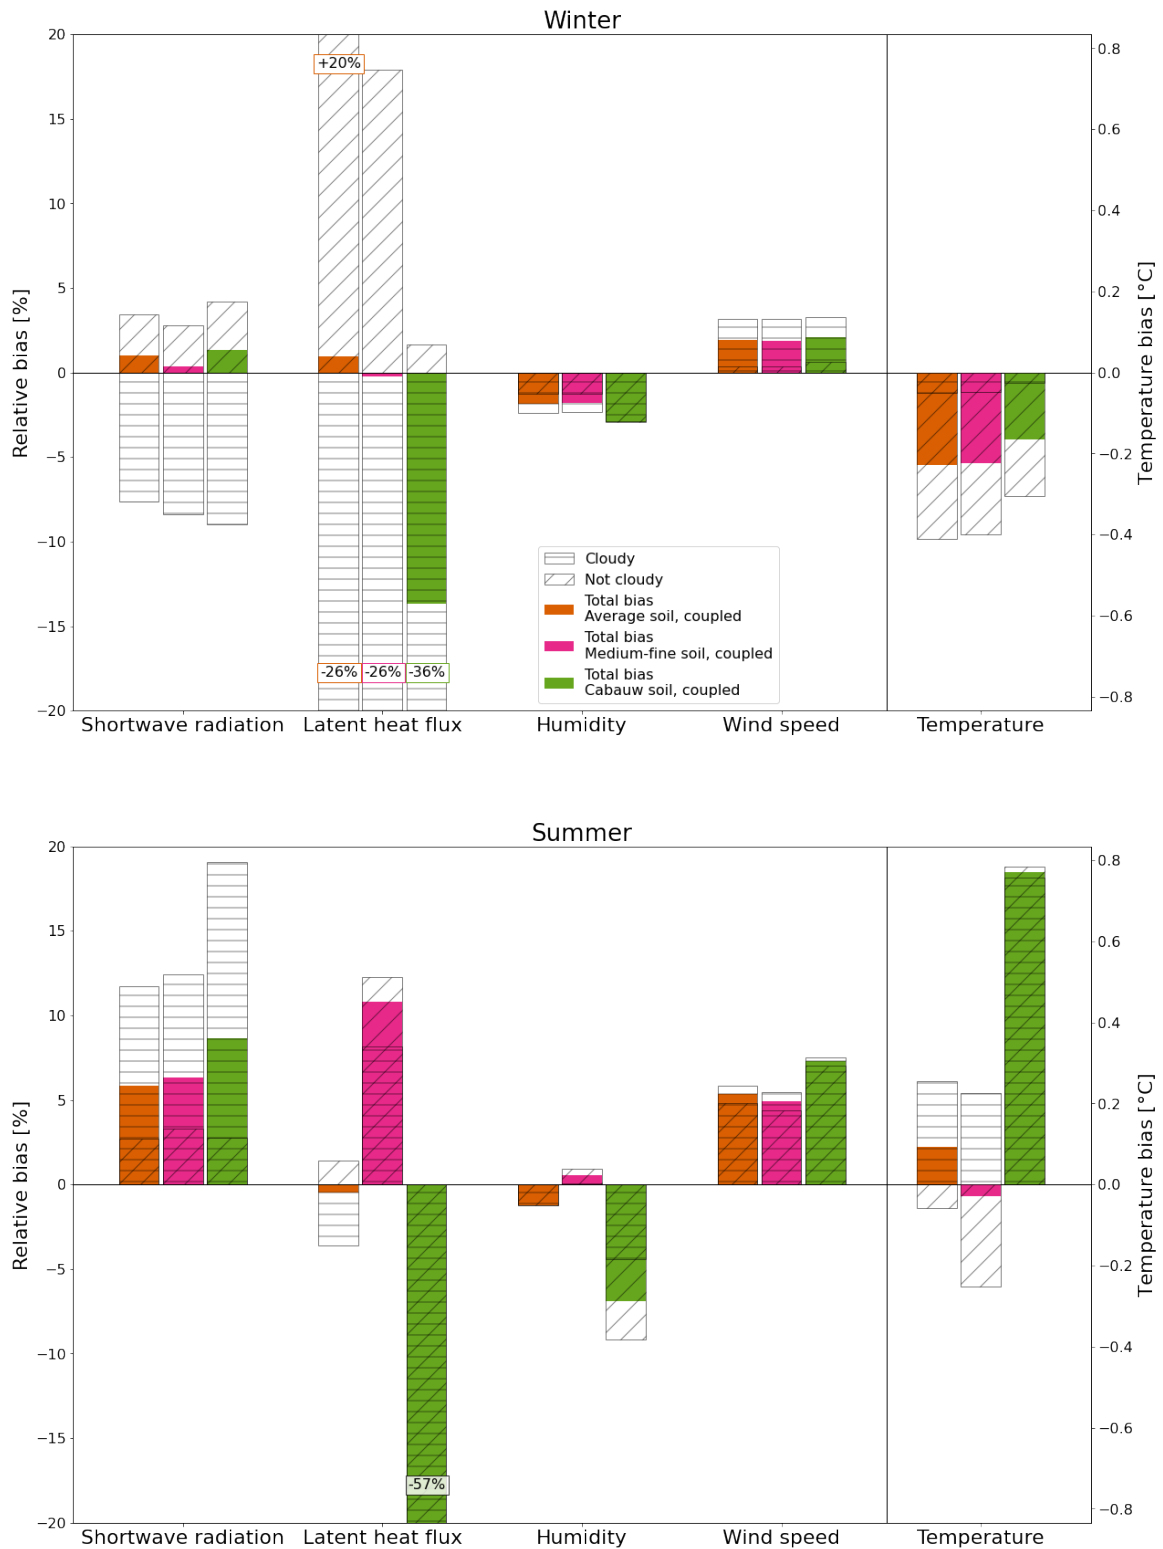 Winter
20
15
10
5
0
−5
−10
−15
−20
Relative bias [%]
+20%
-26%
-26%
-36%
Cloudy
Not cloudy
Total bias
Average soil, coupled
Total bias
Medium-fine soil, coupled
Total bias
Cabauw soil, coupled
0.8
0.6
0.4
0.2
0.0
−0.2
−0.4
−0.6
−0.8
Temperature bias [°C]
Shortwave radiation
Latent heat flux
Humidity
Wind speed
Temperature
Summer
20
15
10
5
0
−5
−10
−15
−20
Relative bias [%]
-57%
0.8
0.6
0.4
0.2
0.0
−0.2
−0.4
−0.6
−0.8
Temperature bias [°C]
Shortwave radiation
Latent heat flux
Humidity
Wind speed
Temperature